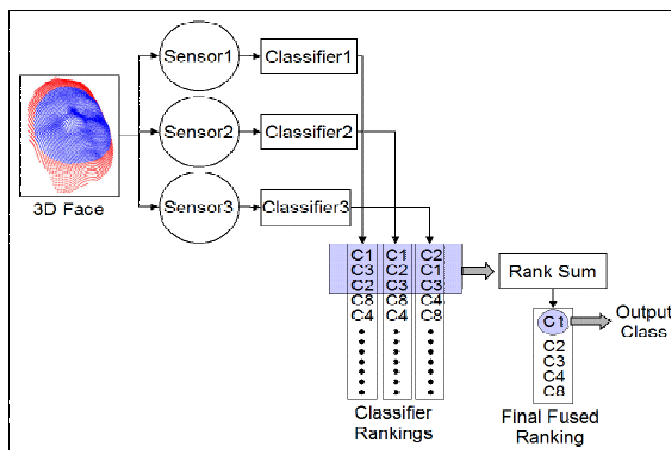 Sensor1
Classifier1
Sensor2
Classifier2
Sensor3
Classifier3
3D Face
C1 C1 C2
C3 C2 C1
C2 C3 C3
C8 C8 C4
C4 C4 C8
Rank Sum
C1
Output
Class
C2
C3
C4
C8
Classifier
Rankings
Final Fused
Ranking